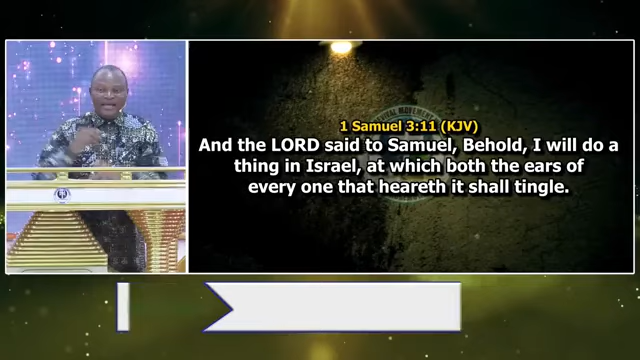 1 Samuel 3:11 (KJV)
And the LORD said to Samuel, Behold, I will do a
thing in Israel, at which both the ears of
every one that heareth it shall tingle.